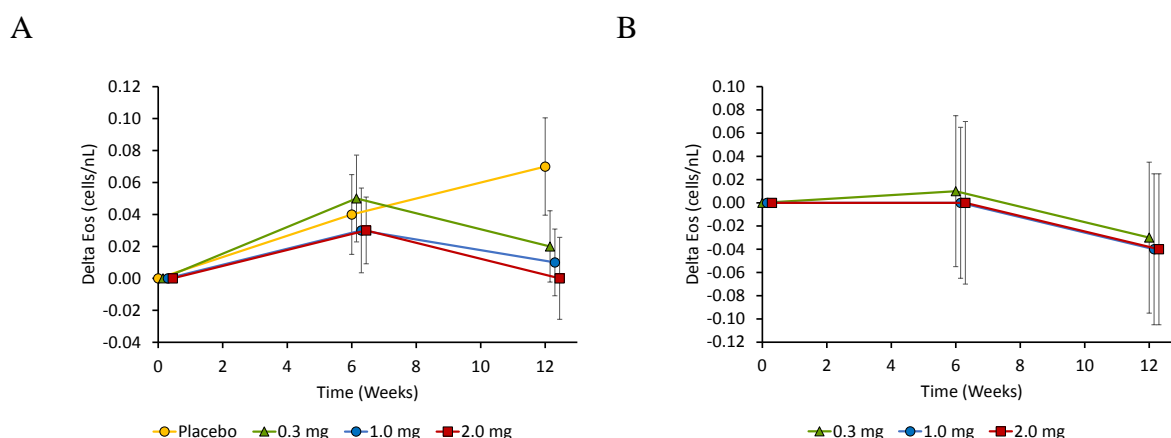 A
B
0.12
0.10
0.08
0.06
0.04
0.02
0.00
-0.02
-0.04
Delta Eos (cells/nL)
0 2 4 6 8 10 12
Time (Weeks)
Placebo 0.3 mg 1.0 mg 2.0 mg
0.10
0.08
0.06
0.04
0.02
0.00
-0.02
-0.04
-0.06
-0.08
-0.10
-0.12
Delta Eos (cells/nL)
0 2 4 6 8 10 12
Time (Weeks)
0.3 mg 1.0 mg 2.0 mg